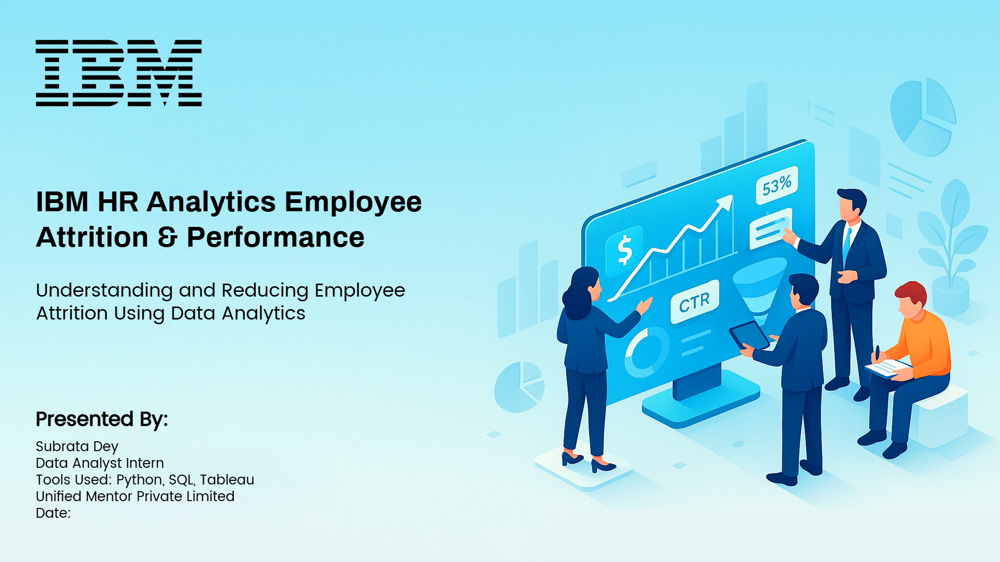 IBM
IBM HR Analytics Employee
Attrition & Performance
Understanding and Reducing Employee
Attrition Using Data Analytics
Presented By:
Subrata Dey
Data Analyst Intern
Tools Used: Python, SQL, Tableau
Unified Mentor Private Limited
Date:
53%
$
CTR